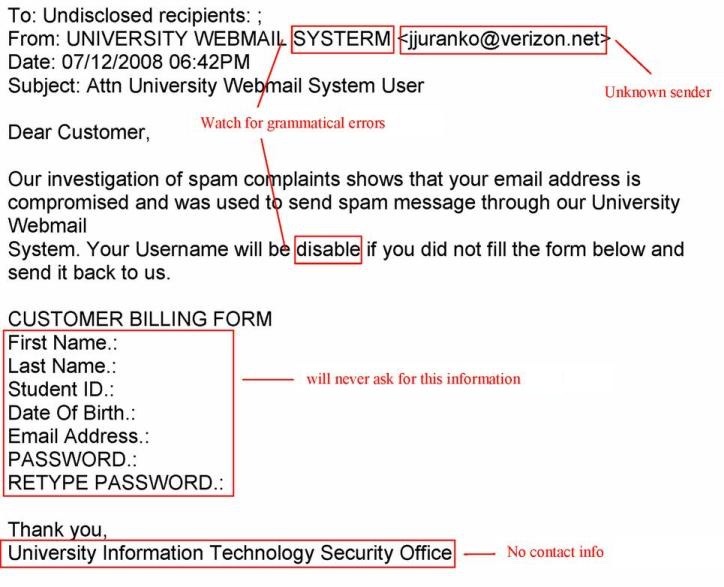 To: Undisclosed recipients: ;
From: UNIVERSITY WEBMAIL SYSTERM <jjuranko@verizon.net>
Date: 07/12/2008 06:42PM
Subject: Attn University Webmail System User
Unknown sender
Watch for grammatical errors
Dear Customer,
Our investigation of spam complaints shows that your email address is
compromised and was used to send spam message through our University
Webmail
System. Your Username will be disable if you did not fill the form below and
send it back to us.
CUSTOMER BILLING FORM
First Name.:
Last Name.:
Student ID.:
Date Of Birth.:
Email Address.:
PASSWORD.:
RETYPE PASSWORD.:
will never ask for this information
Thank you,
University Information Technology Security Office
No contact info